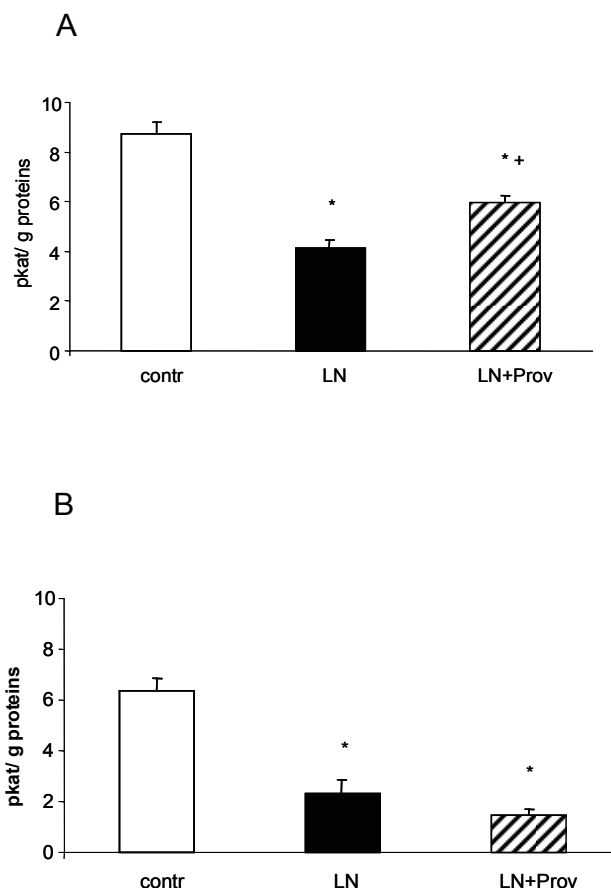 A
10
8
6
4
2
0
pkat/ g proteins
*
* +
contr LN LN+Prov
B
10
8
6
4
2
0
pkat/ g proteins
*
*
contr LN LN+Prov